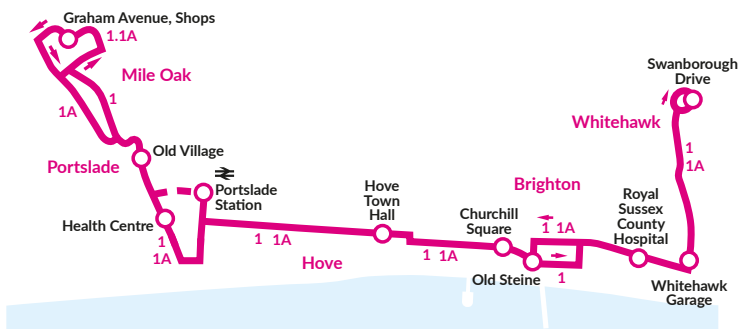 Graham Avenue, Shops
1.1A
Mile Oak
1
1A
Swanborough
Drive
Whitehawk
1
1A
Old Village
Portslade
Portslade
Station
Health Centre
1
1A
Hove
Town
Hall
1 1A
Hove
1 1A
Churchill
Square
Brighton
1 1A
Old Steine
1
Royal
Sussex
County
Hospital
Whitehawk
Garage